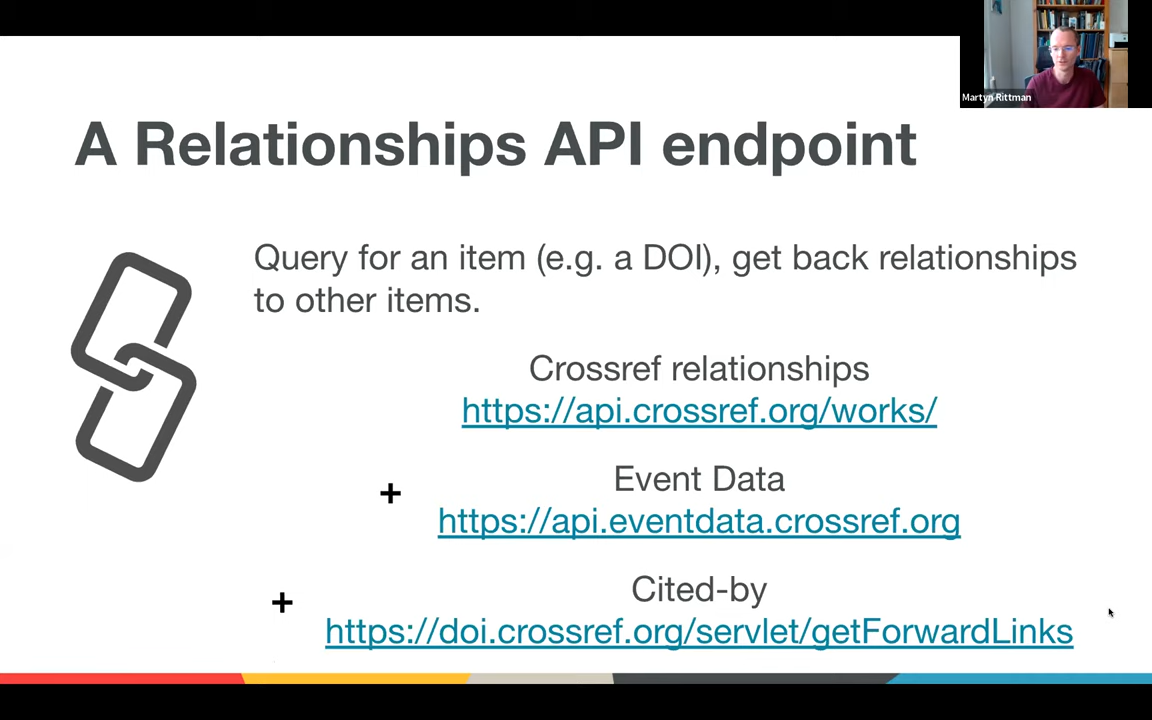 Martyn Rittman
A Relationships API endpoint
Query for an item (e.g. a DOI), get back relationships
to other items.
Crossref relationships
https://api.crossref.org/works/
+
Event Data
https://api.eventdata.crossref.org
+
Cited-by
https://doi.crossref.org/servlet/getForwardLinks